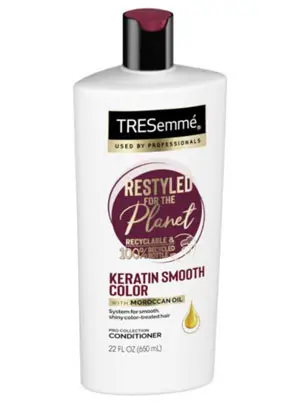 TRESemmé®
USED BY PROFESSIONALS
RESTYLED
FOR THE
Planet
RECYCLABLE &
100% RECYCLED
BOTTLE
KERATIN SMOOTH
COLOR
WITH MOROCCAN OIL
System for smooth,
shiny color-treated hair
PRO COLLECTION
CONDITIONER
22 FL OZ (650 mL)